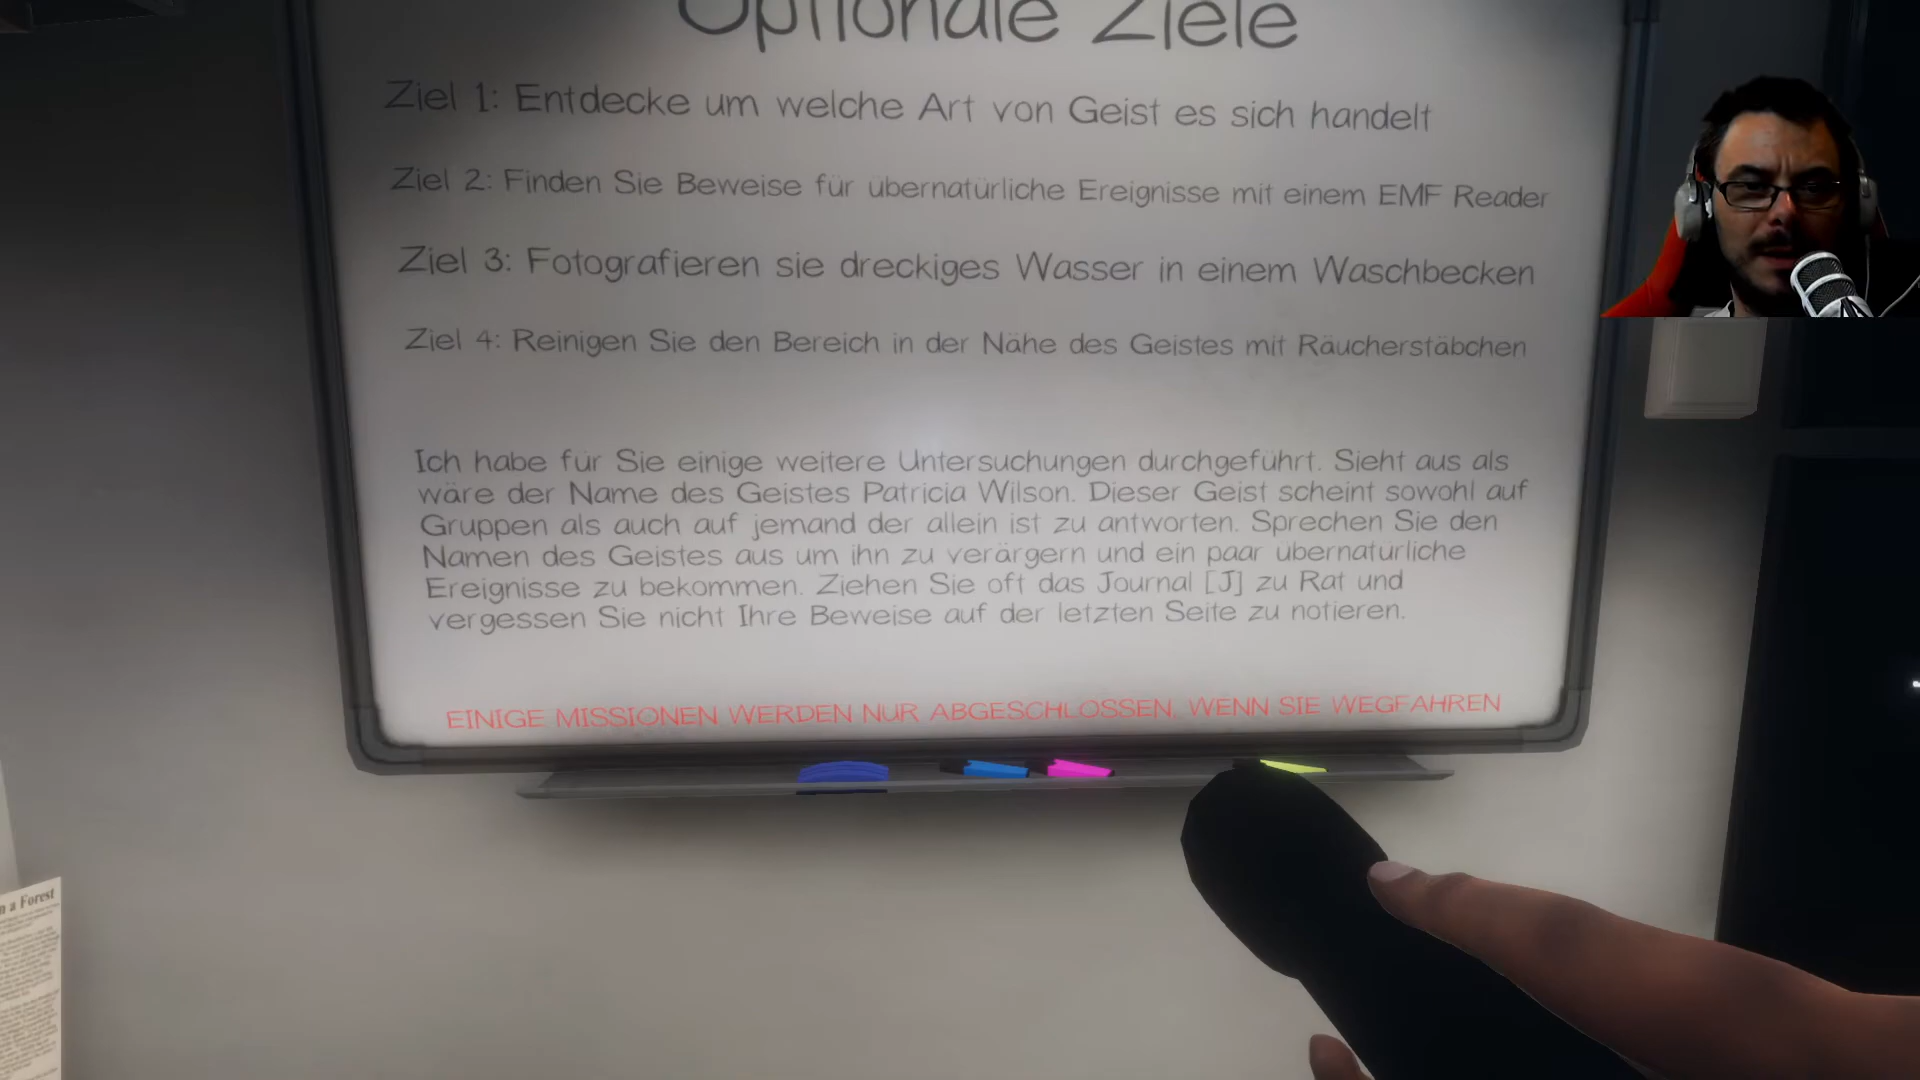 Optionale Ziele
Ziel 1: Entdecke um welche Art von Geist es sich handelt
Ziel 2: Finden Sie Beweise für übernatürliche Ereignisse mit einem EMF Reader
Ziel 3: Fotografieren sie dreckiges Wasser in einem Waschbecken
Ziel 4: Reinigen Sie den Bereich in der Nähe des Geistes mit Räucherstäbchen
Ich habe für Sie einige weitere Untersuchungen durchgeführt. Sieht aus als
wäre der Name des Geistes Patricia Wilson. Dieser Geist scheint sowohl auf
Gruppen als auch auf jemand der allein ist zu antworten. Sprechen Sie den
Namen des Geistes aus um ihn zu verärgern und ein paar übernatürliche
Ereignisse zu bekommen. Ziehen Sie oft das Journal [J] zu Rat und
vergessen Sie nicht Ihre Beweise auf der letzten Seite zu notieren.
EINIGE MISSIONEN WERDEN NUR ABGESCHLOSSEN, WENN SIE WEGFAHREN
a Forest